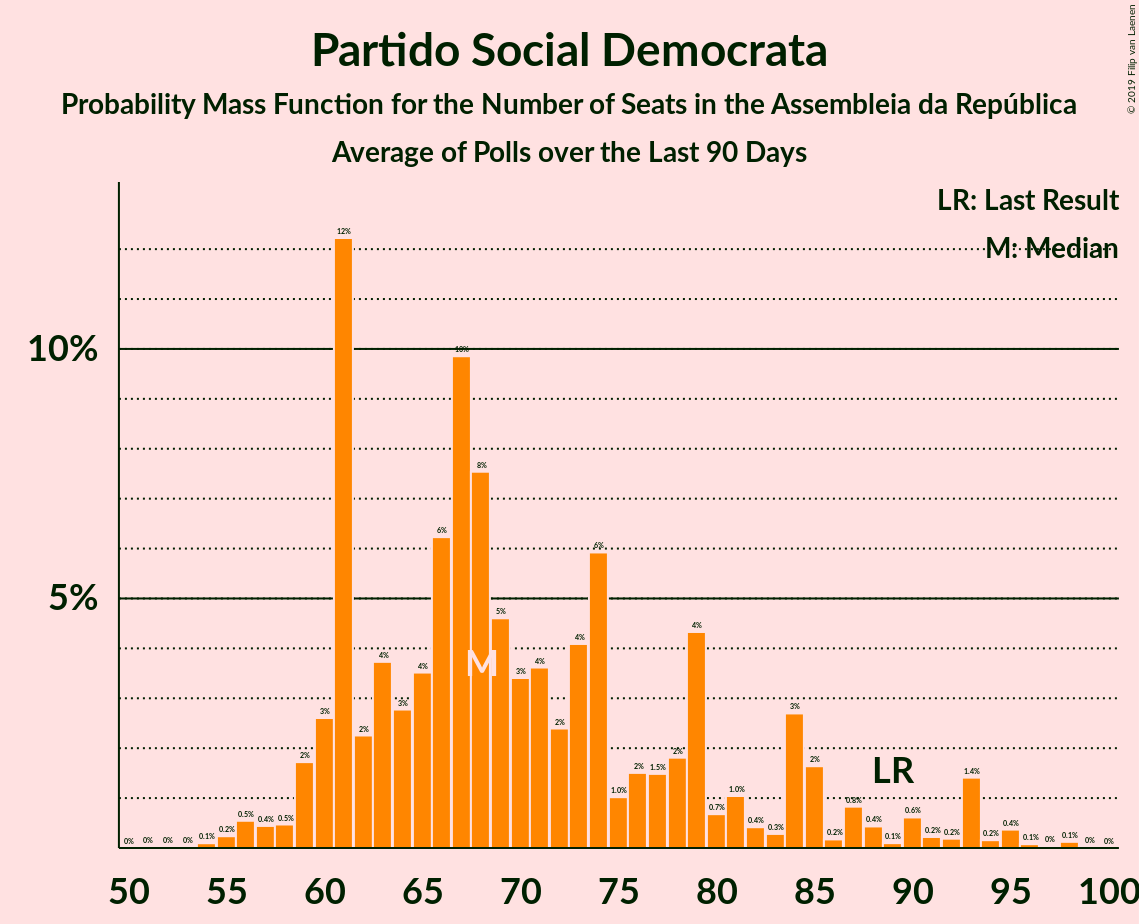 © 2019 Filip van Laenen
Partido Social Democrata
Probability Mass Function for the Number of Seats in the Assembleia da República
Average of Polls over the Last 90 Days
LR: Last Result
M: Median
10%
5%
0% 0% 0% 0% 0.1% 0.2% 0.5% 0.4% 0.5% 2% 3% 12% 2% 4% 3% 4% 6% 10% 8% 5% 3% 4% 2% 4% 6% 1.0% 2% 1.5% 2% 4% 0.7% 1.0% 0.4% 0.3% 3% 2% 0.2% 0.8% 0.4% 0.1% 0.6% 0.2% 0.2% 1.4% 0.2% 0.4% 0.1% 0% 0.1% 0% 0%
M
LR
50 55 60 65 70 75 80 85 90 95 100